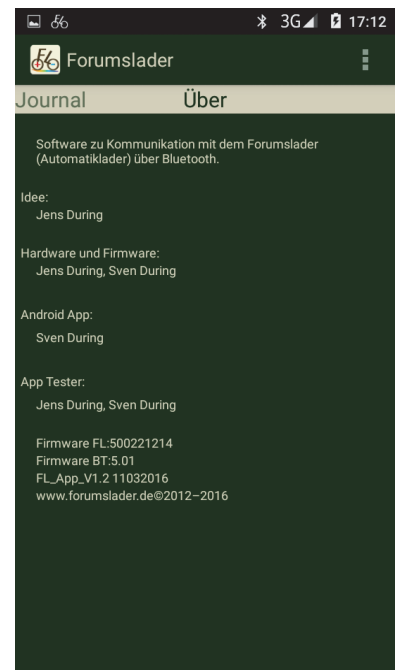 3G 17:12
Forumslader
Journal Über
Software zu Kommunikation mit dem Forumslader
(Automatiklader) über Bluetooth.
Idee:
Jens During
Hardware und Firmware:
Jens During, Sven During
Android App:
Sven During
App Tester:
Jens During, Sven During
Firmware FL:500221214
Firmware BT:5.01
FL_App_V1.2 11032016
www.forumslader.de©2012–2016